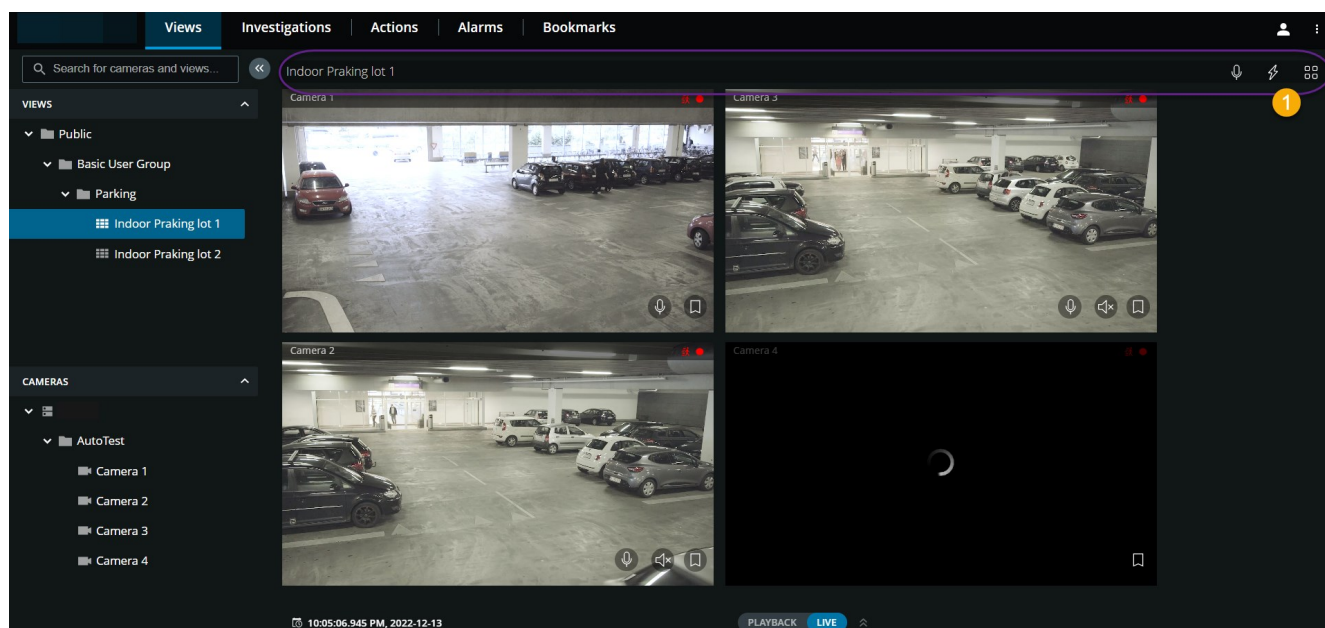 Views Investigations Actions Alarms Bookmarks
Search for cameras and views...
Indoor Praking lot 1
1
VIEWS
Public
Basic User Group
Parking
Indoor Praking lot 1
Indoor Praking lot 2
CAMERAS
AutoTest
Camera 1
Camera 2
Camera 3
Camera 4
Camera 1
Camera 3
Camera 2
Camera 4
10:05:06.945 PM, 2022-12-13
PLAYBACK LIVE